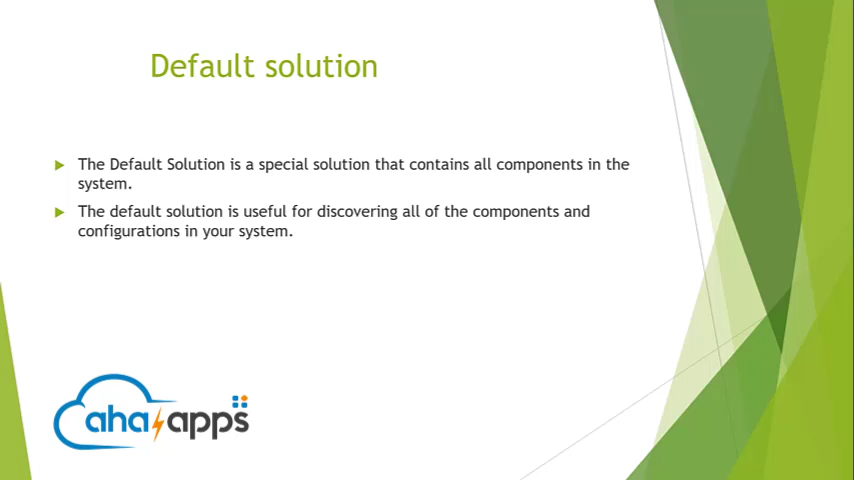 Default solution
The Default Solution is a special solution that contains all components in the
system.
The default solution is useful for discovering all of the components and
configurations in your system.
aha apps